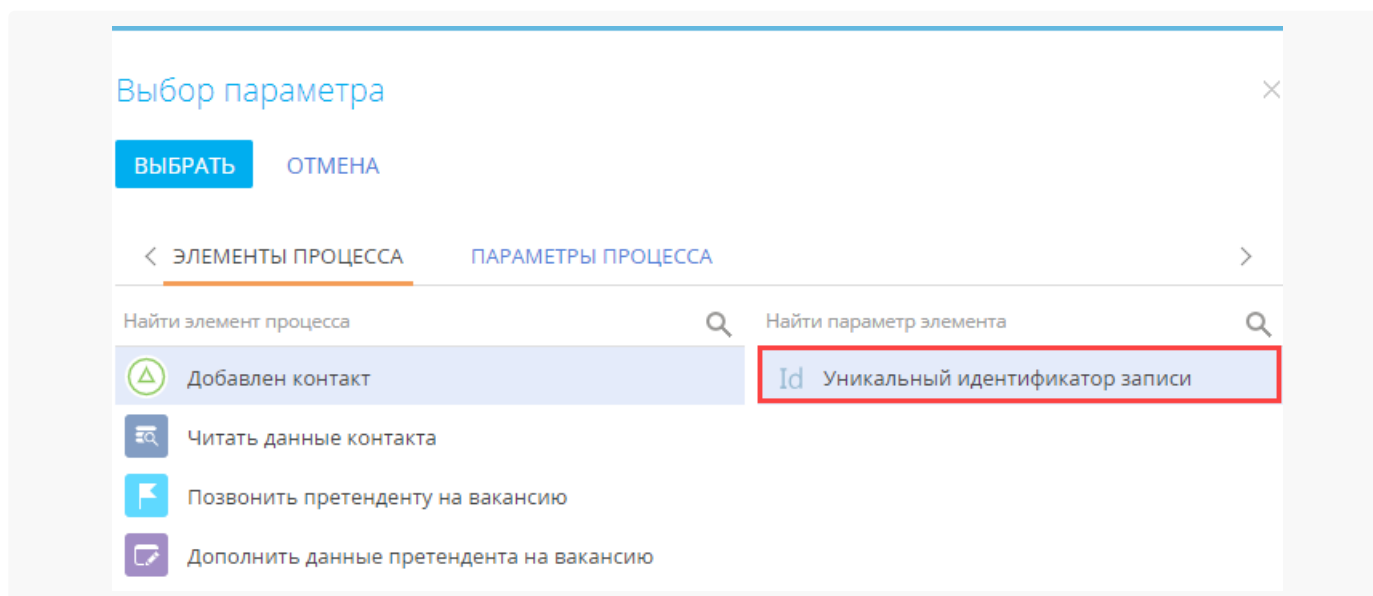 Выбор параметра
ВЫБРАТЬ ОТМЕНА
ЭЛЕМЕНТЫ ПРОЦЕССА ПАРАМЕТРЫ ПРОЦЕССА
Найти элемент процесса Найти параметр элемента
Добавлен контакт Id Уникальный идентификатор записи
Читать данные контакта
Позвонить претенденту на вакансию
Дополнить данные претендента на вакансию